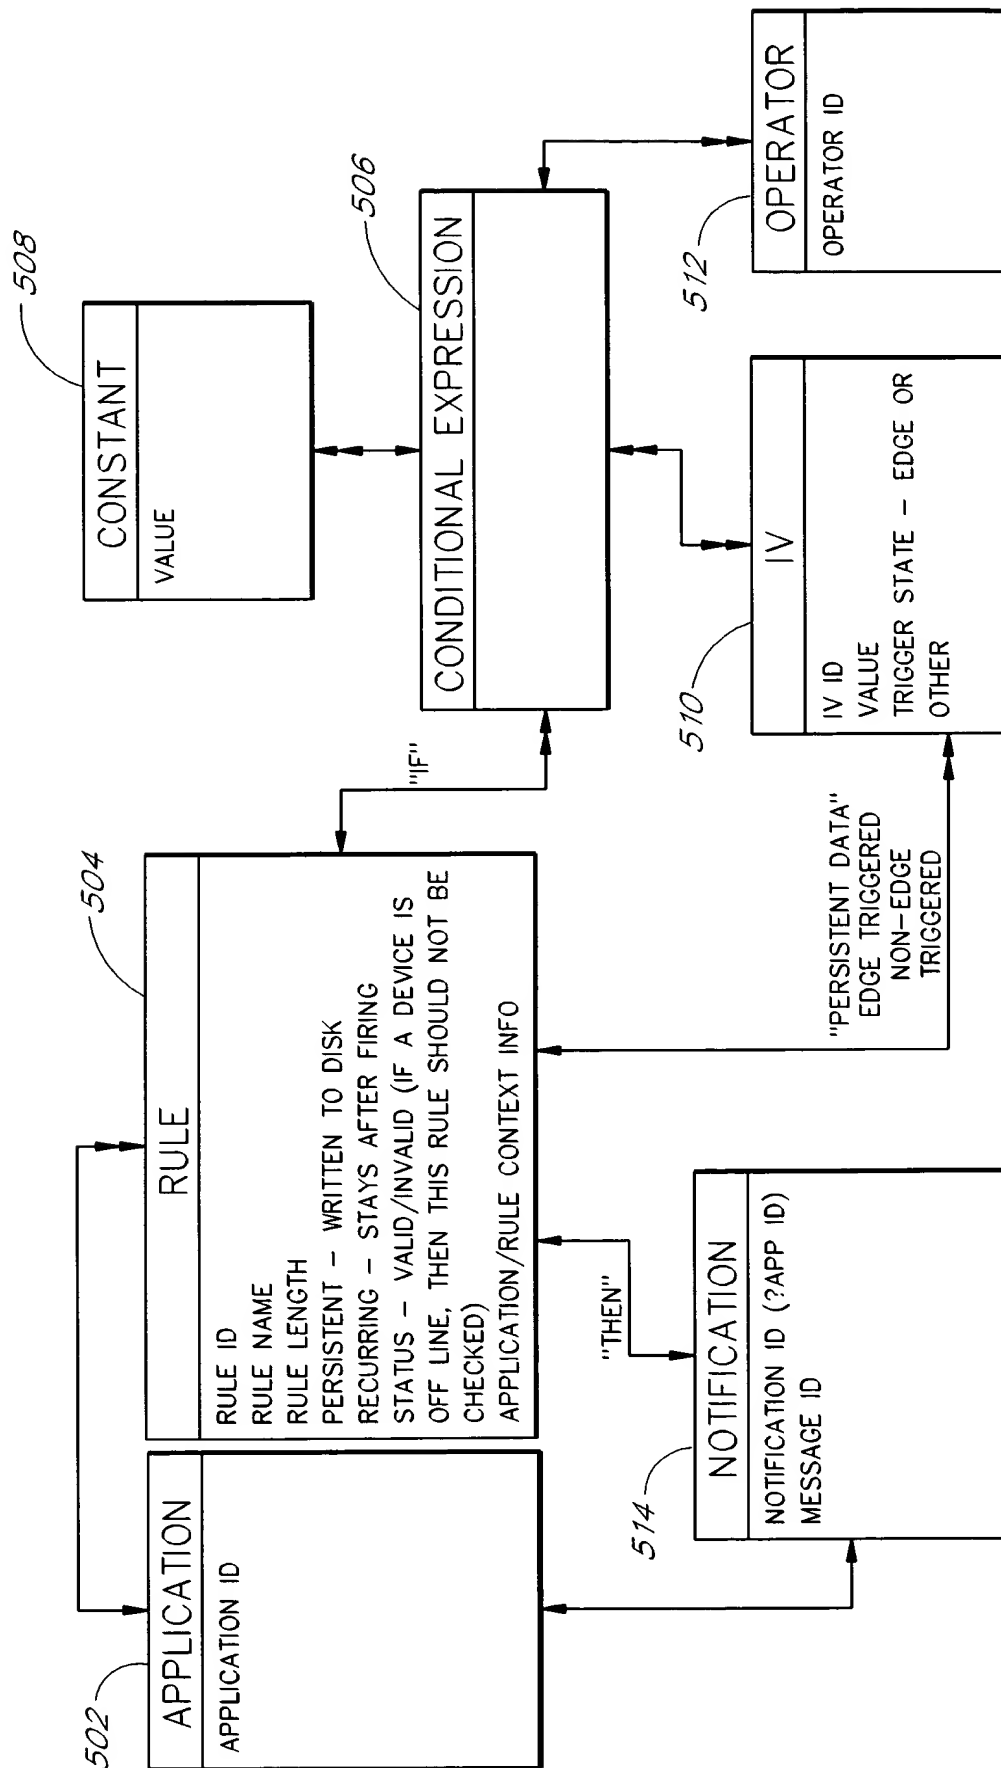 502
APPLICATION
APPLICATION ID
504
RULE
RULE ID
RULE NAME
RULE LENGTH
PERSISTENT – WRITTEN TO DISK
RECURRING – STAYS AFTER FIRING
STATUS – VALID/INVALID (IF A DEVICE IS
OFF LINE, THEN THIS RULE SHOULD NOT BE
CHECKED)
APPLICATION/RULE CONTEXT INFO
"IF"
508
CONSTANT
VALUE
506
CONDITIONAL EXPRESSION
"THEN"
514
NOTIFICATION
NOTIFICATION ID (?APP ID)
MESSAGE ID
"PERSISTENT DATA"
EDGE TRIGGERED
NON–EDGE
TRIGGERED
510
IV
IV ID
VALUE
TRIGGER STATE – EDGE OR
OTHER
512
OPERATOR
OPERATOR ID